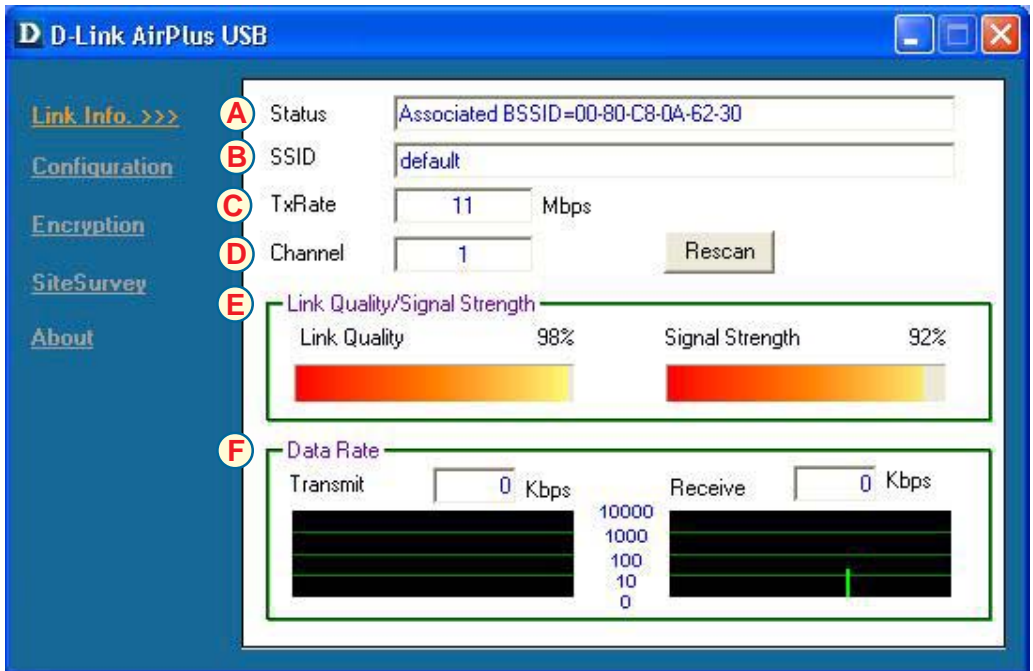 D D-Link AirPlus USB
Link Info. >>>
Configuration
Encryption
SiteSurvey
About
A Status Associated BSSID=00-80-C8-0A-62-30
B SSID default
C TxRate 11 Mbps
D Channel 1 Rescan
E Link Quality/Signal Strength
Link Quality 98% Signal Strength 92%
F Data Rate
Transmit 0 Kbps Receive 0 Kbps
10000
1000
100
10
0